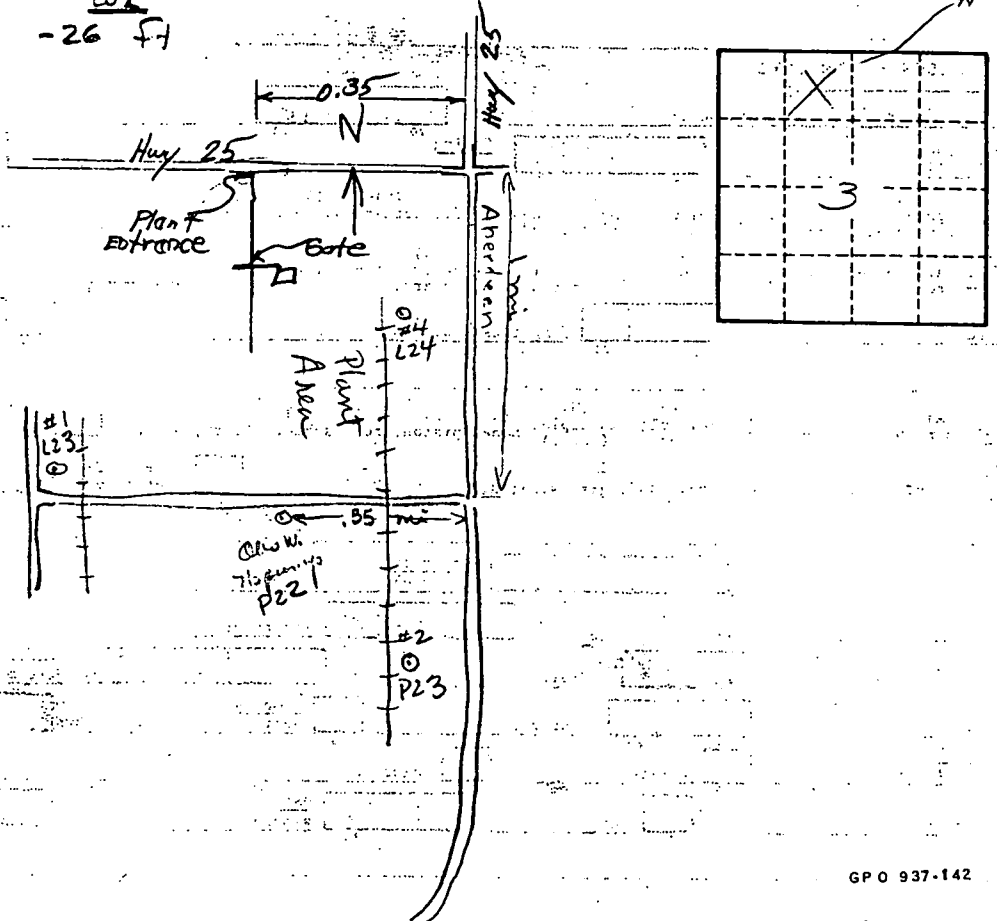 -26 Ft
N
Hwy 25
0.35
N
Hwy 25
Plant
Entrance
Gate
Aberdeen
1 mi
3
#4
L24
Plant
Area
#1
L23
.35 mi
P22
#2
P23
GPO 937-142